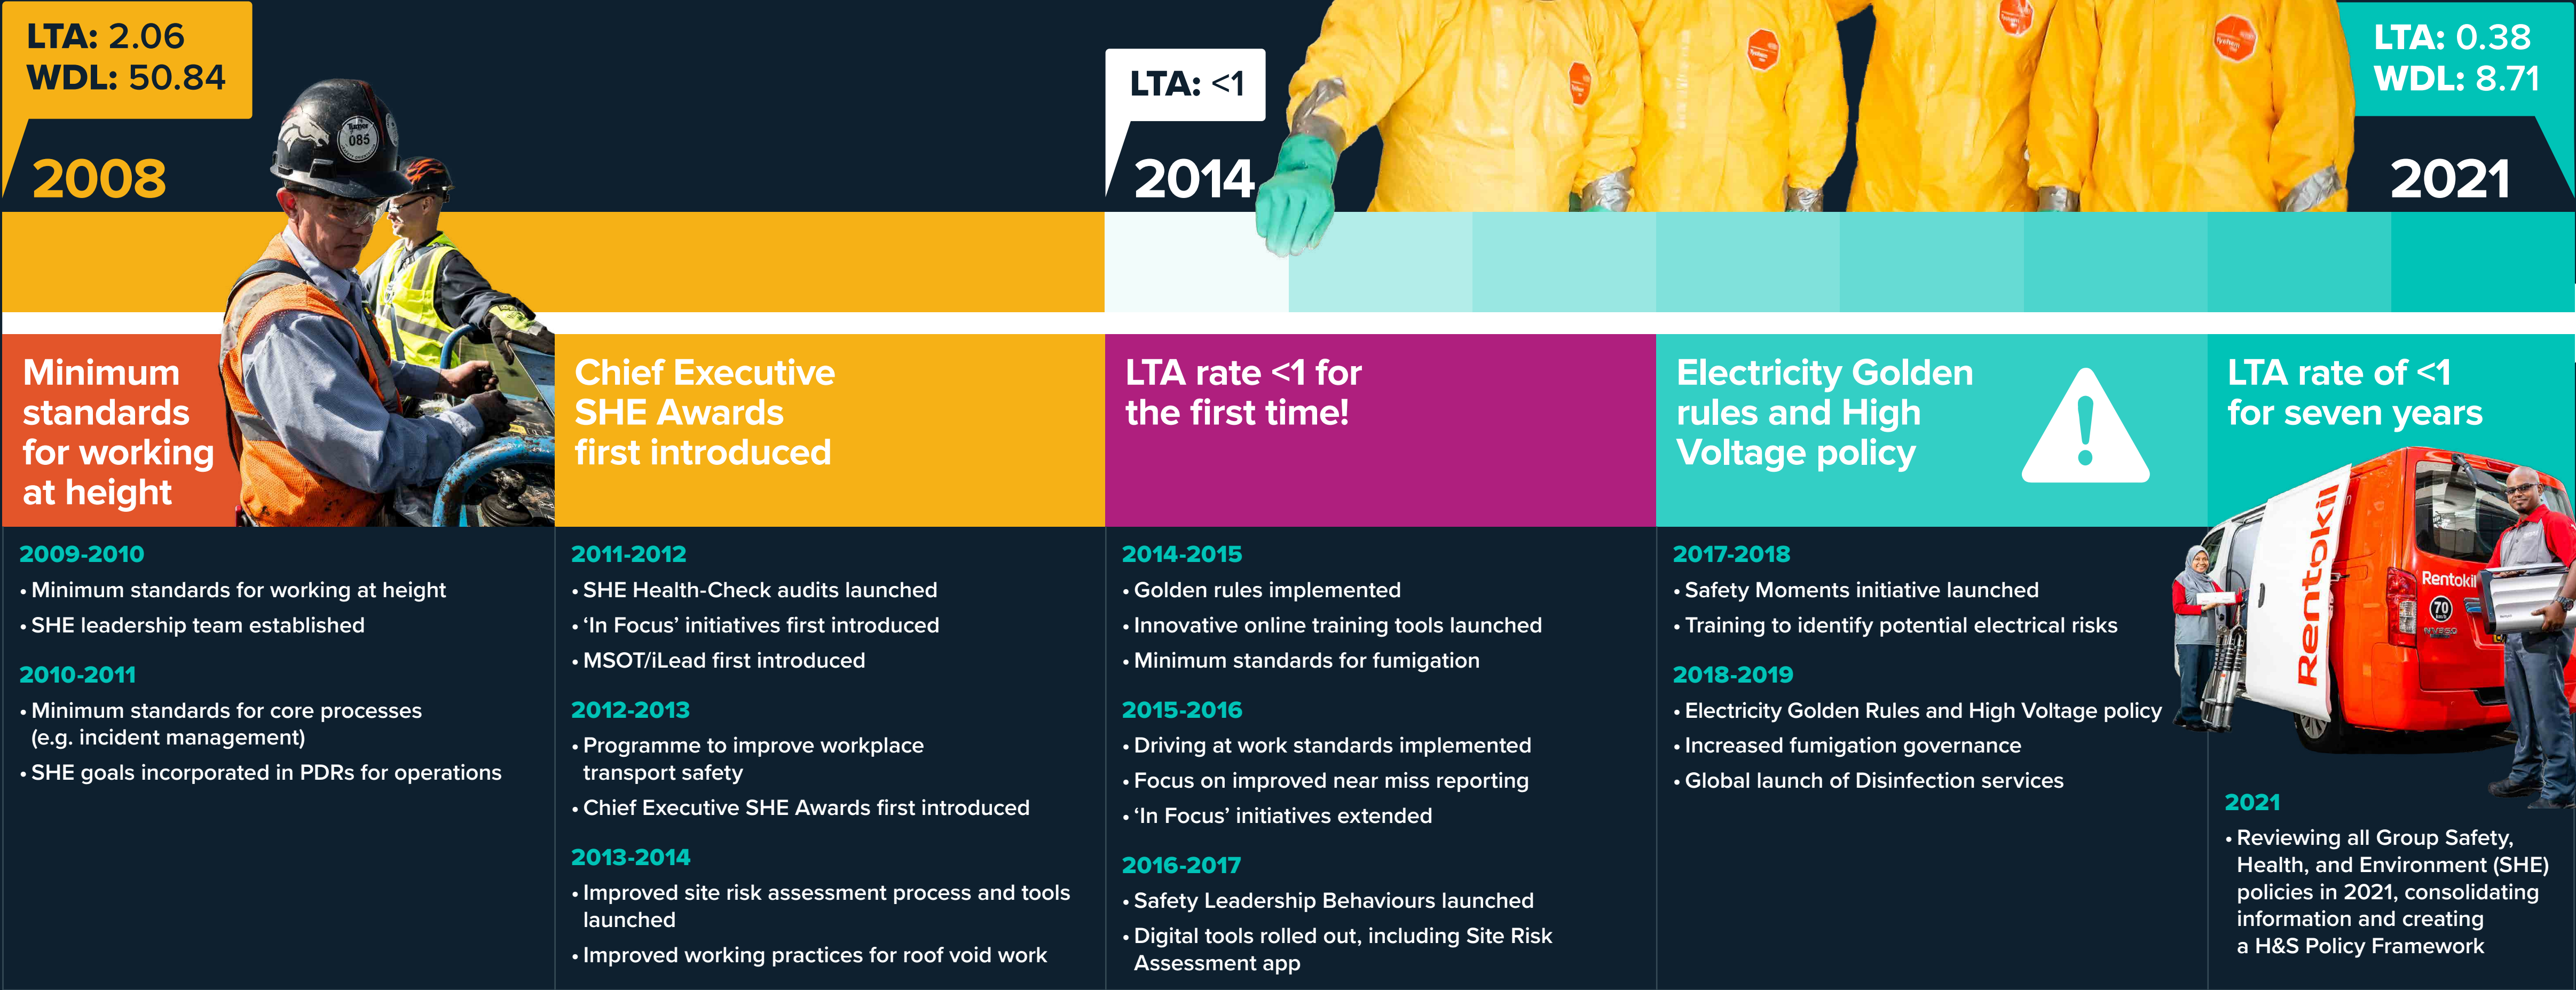 LTA: 2.06
WDL: 50.84
2008
085
LTA: <1
2014
LTA: 0.38
WDL: 8.71
2021
Minimum
standards
for working
at height
Chief Executive
SHE Awards
first introduced
LTA rate <1 for
the first time!
Electricity Golden
rules and High
Voltage policy
!
LTA rate of <1
for seven years
2009-2010
• Minimum standards for working at height
• SHE leadership team established
2010-2011
• Minimum standards for core processes
(e.g. incident management)
• SHE goals incorporated in PDRs for operations
2011-2012
• SHE Health-Check audits launched
• ‘In Focus’ initiatives first introduced
• MSOT/iLead first introduced
2012-2013
• Programme to improve workplace
transport safety
• Chief Executive SHE Awards first introduced
2013-2014
• Improved site risk assessment process and tools
launched
• Improved working practices for roof void work
2014-2015
• Golden rules implemented
• Innovative online training tools launched
• Minimum standards for fumigation
2015-2016
• Driving at work standards implemented
• Focus on improved near miss reporting
• ‘In Focus’ initiatives extended
2016-2017
• Safety Leadership Behaviours launched
• Digital tools rolled out, including Site Risk
Assessment app
2017-2018
• Safety Moments initiative launched
• Training to identify potential electrical risks
2018-2019
• Electricity Golden Rules and High Voltage policy
• Increased fumigation governance
• Global launch of Disinfection services
Rentokil
Rentokil
70
NV350
2021
• Reviewing all Group Safety,
Health, and Environment (SHE)
policies in 2021, consolidating
information and creating
a H&S Policy Framework